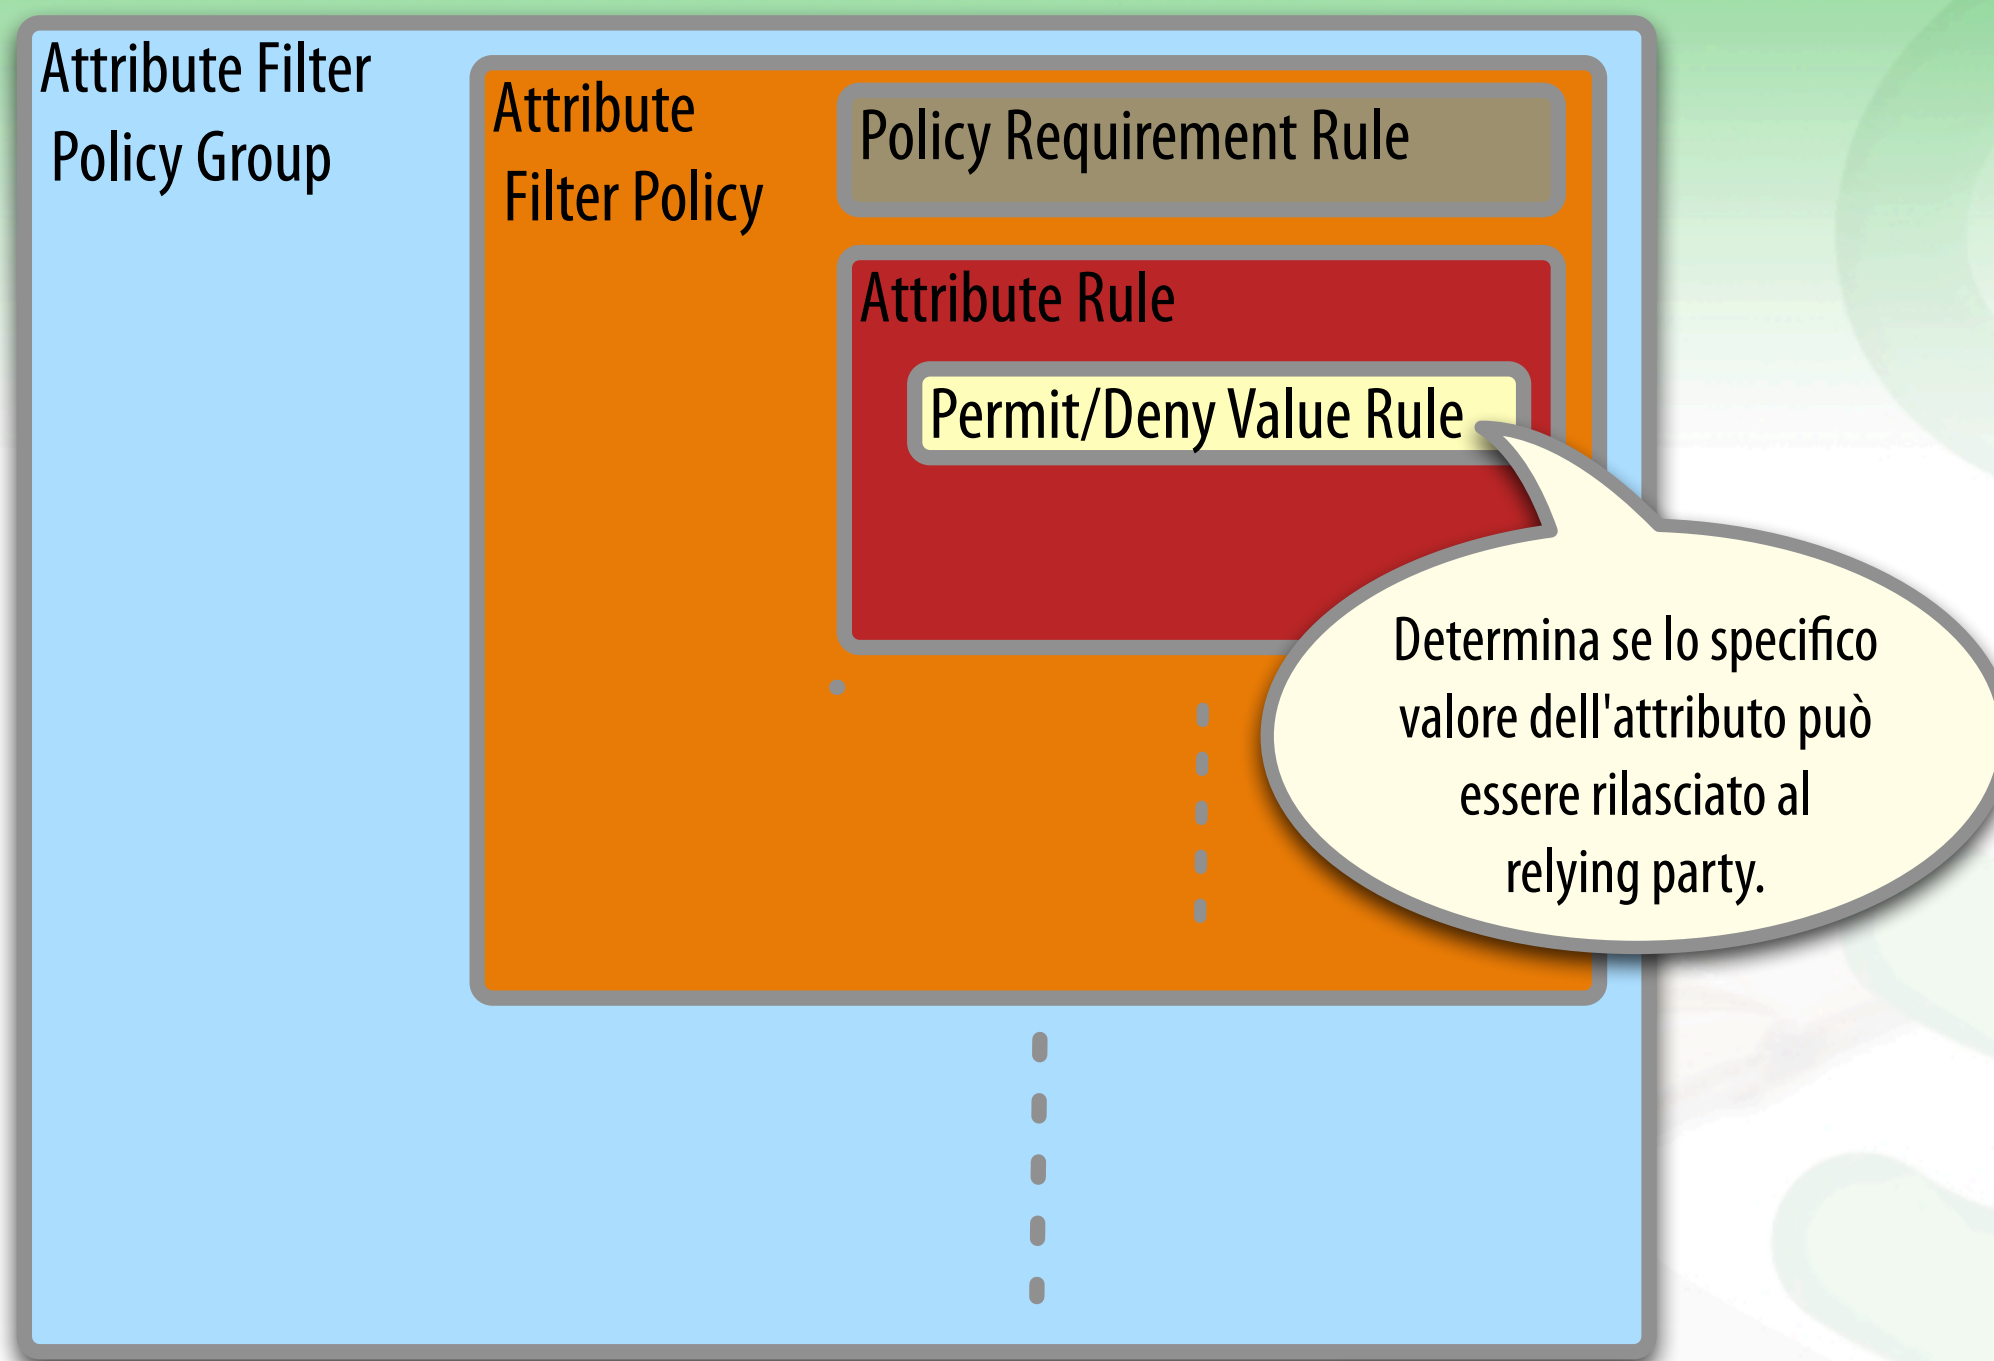 Attribute Filter
Policy Group
Attribute
Filter Policy
Policy Requirement Rule
Attribute Rule
Permit/Deny Value Rule
Determina se lo specifico
valore dell'attributo può
essere rilasciato al
relying party.